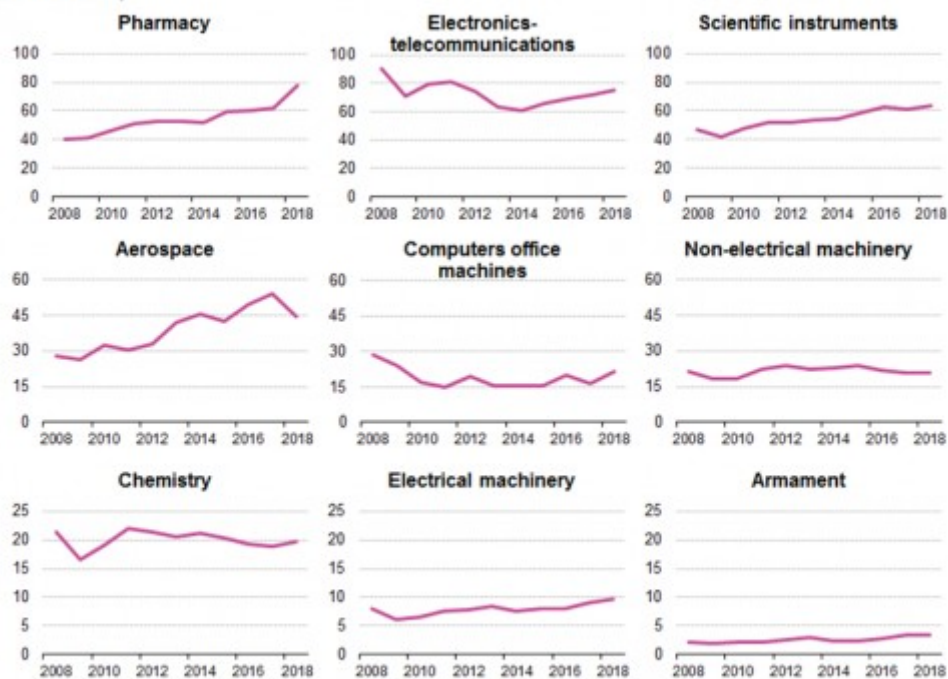 Pharmacy
100
80
60
40
20
0
2008 2010 2012 2014 2016 2018
Electronics-
telecommunications
100
80
60
40
20
0
2008 2010 2012 2014 2016 2018
Scientific instruments
100
80
60
40
20
0
2008 2010 2012 2014 2016 2018
Aerospace
60
45
30
15
0
2008 2010 2012 2014 2016 2018
Computers office
machines
60
45
30
15
0
2008 2010 2012 2014 2016 2018
Non-electrical machinery
60
45
30
15
0
2008 2010 2012 2014 2016 2018
Chemistry
25
20
15
10
5
0
2008 2010 2012 2014 2016 2018
Electrical machinery
25
20
15
10
5
0
2008 2010 2012 2014 2016 2018
Armament
25
20
15
10
5
0
2008 2010 2012 2014 2016 2018